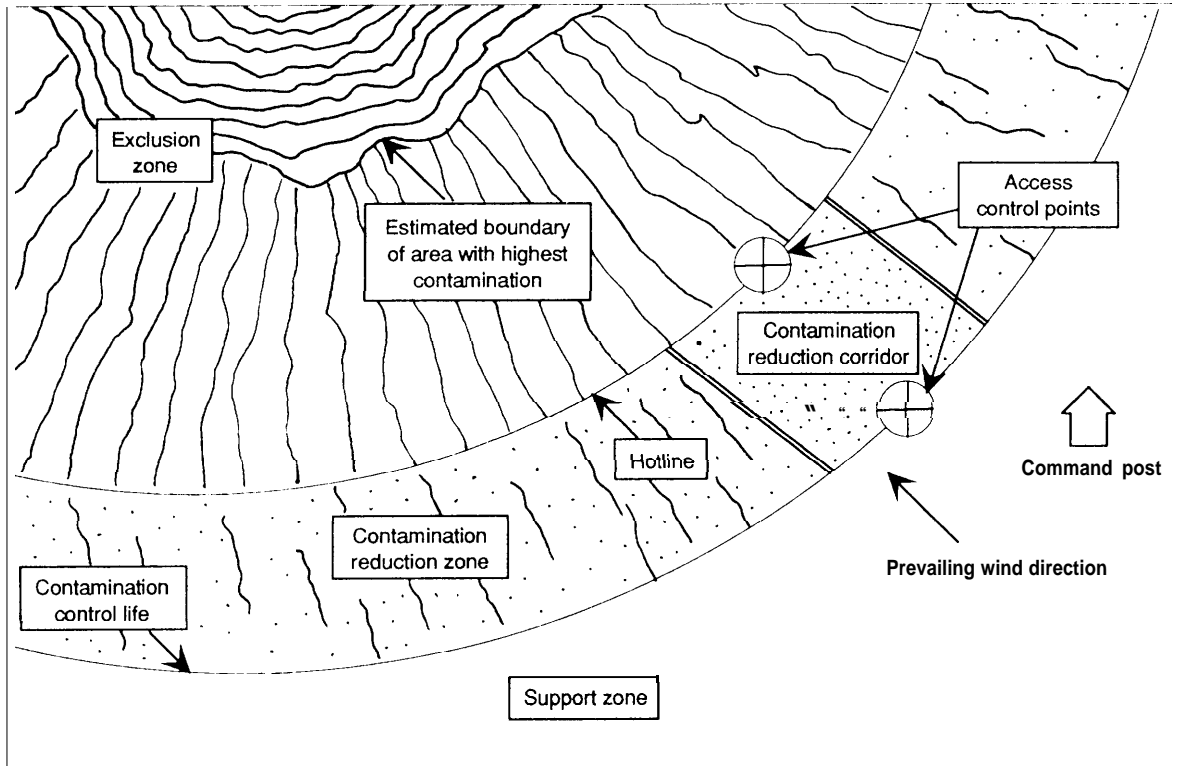 Exclusion
zone
Access
control points
Estimated boundary
of area with highest
contamination
Contamination
reduction corridor
Hotline
Command post
Contamination
reduction zone
Prevailing wind direction
Contamination
control life
Support zone